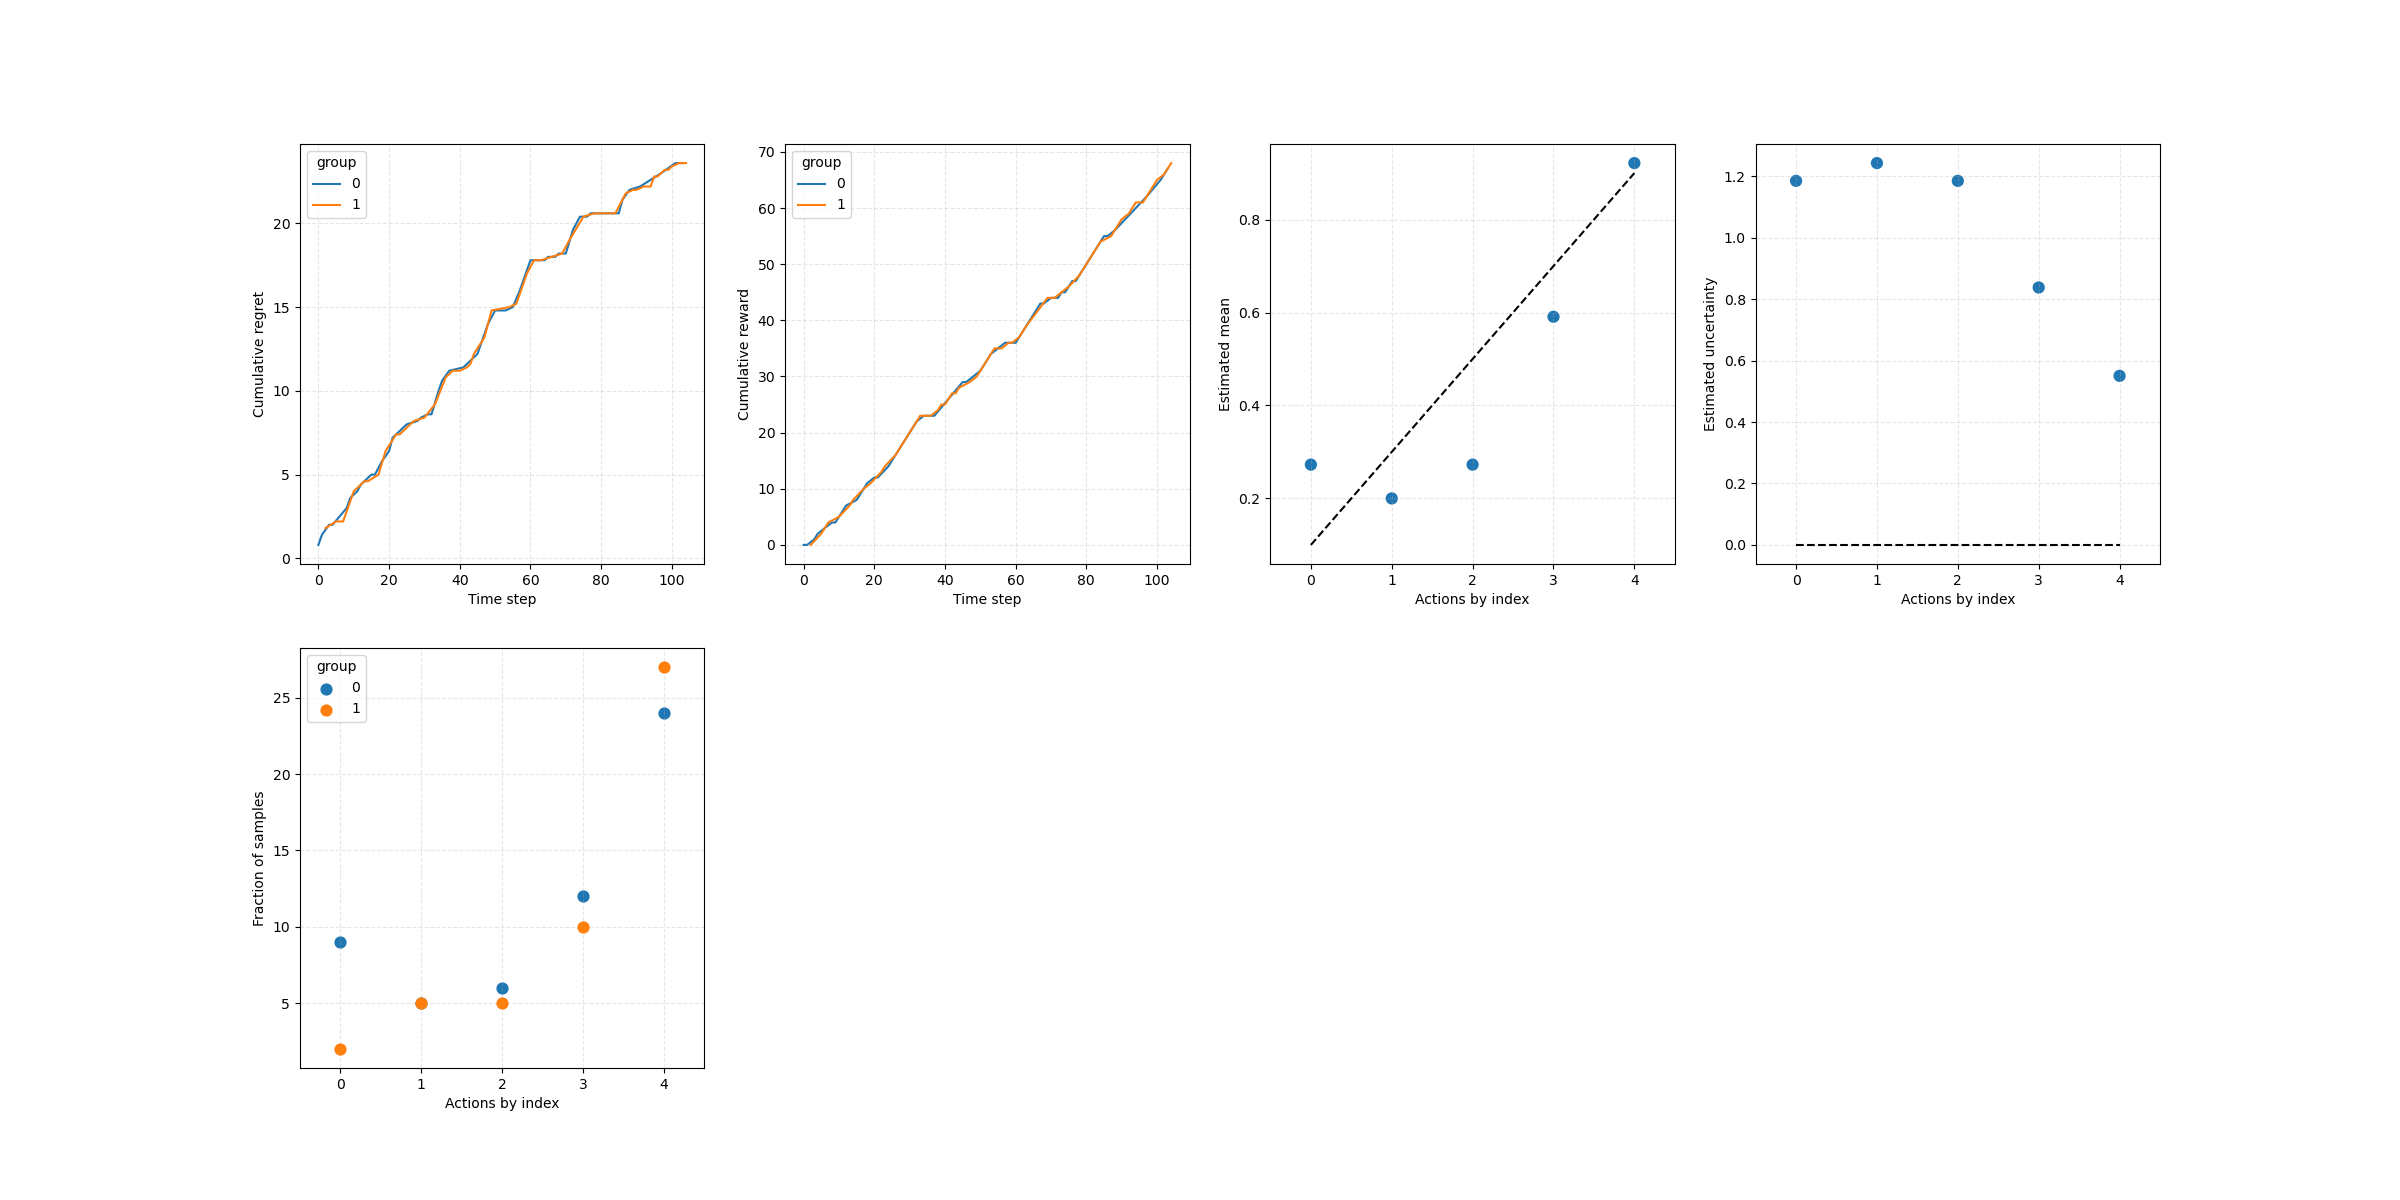 group
0
1
Cumulative regret
20
15
10
5
0
0 20 40 60 80 100
Time step
group
0
1
Cumulative reward
70
60
50
40
30
20
10
0
0 20 40 60 80 100
Time step
Estimated mean
0.8
0.6
0.4
0.2
0 1 2 3 4
Actions by index
Estimated uncertainty
1.2
1.0
0.8
0.6
0.4
0.2
0.0
0 1 2 3 4
Actions by index
group
0
1
Fraction of samples
25
20
15
10
5
0 1 2 3 4
Actions by index